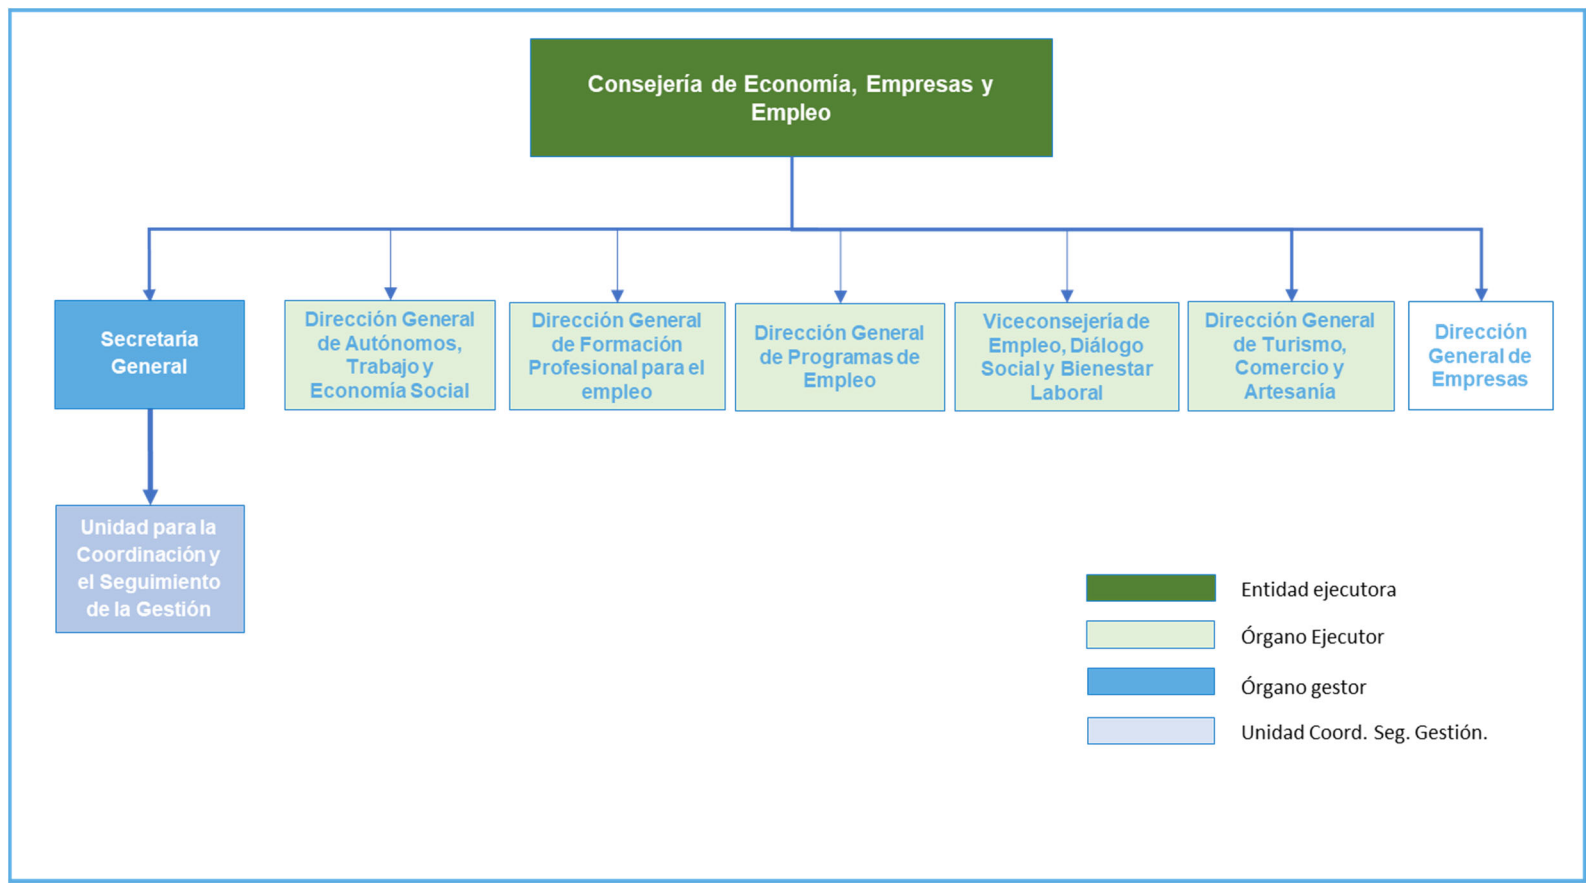 Consejería de Economía, Empresas y
Empleo
Secretaría
General
Dirección General
de Autónomos,
Trabajo y
Economía Social
Dirección General
de Formación
Profesional para el
empleo
Dirección General
de Programas de
Empleo
Viceconsejería de
Empleo, Diálogo
Social y Bienestar
Laboral
Dirección General
de Turismo,
Comercio y
Artesanía
Dirección
General de
Empresas
Unidad para la
Coordinación y
el Seguimiento
de la Gestión
Entidad ejecutora
Órgano Ejecutor
Órgano gestor
Unidad Coord. Seg. Gestión.